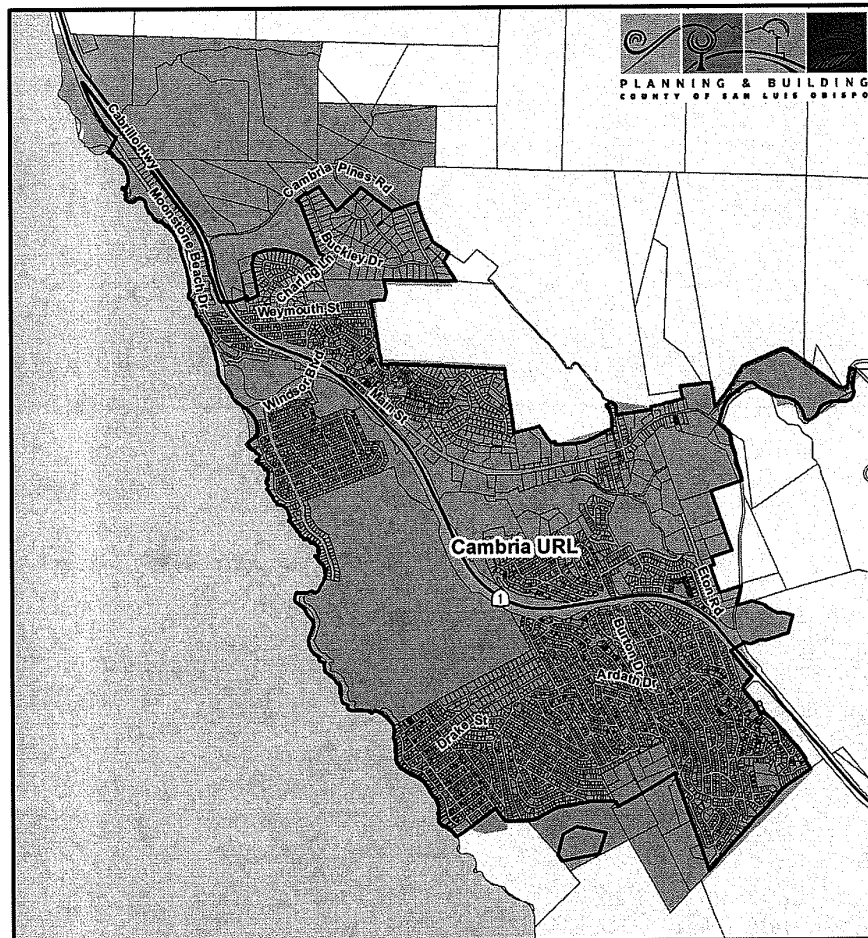 PLANNING & BUILDING
COUNTY OF SAN LUIS OBISPO
Cabrillo Hwy
Moonstone Beach Dr
Cambria Pines Rd
Buckley Dr
Charing Ln
Weymouth St
Windsor Blvd
Main St
Cambria URL
1
Eton Rd
Burton Dr
Ardath Dr
Drake St